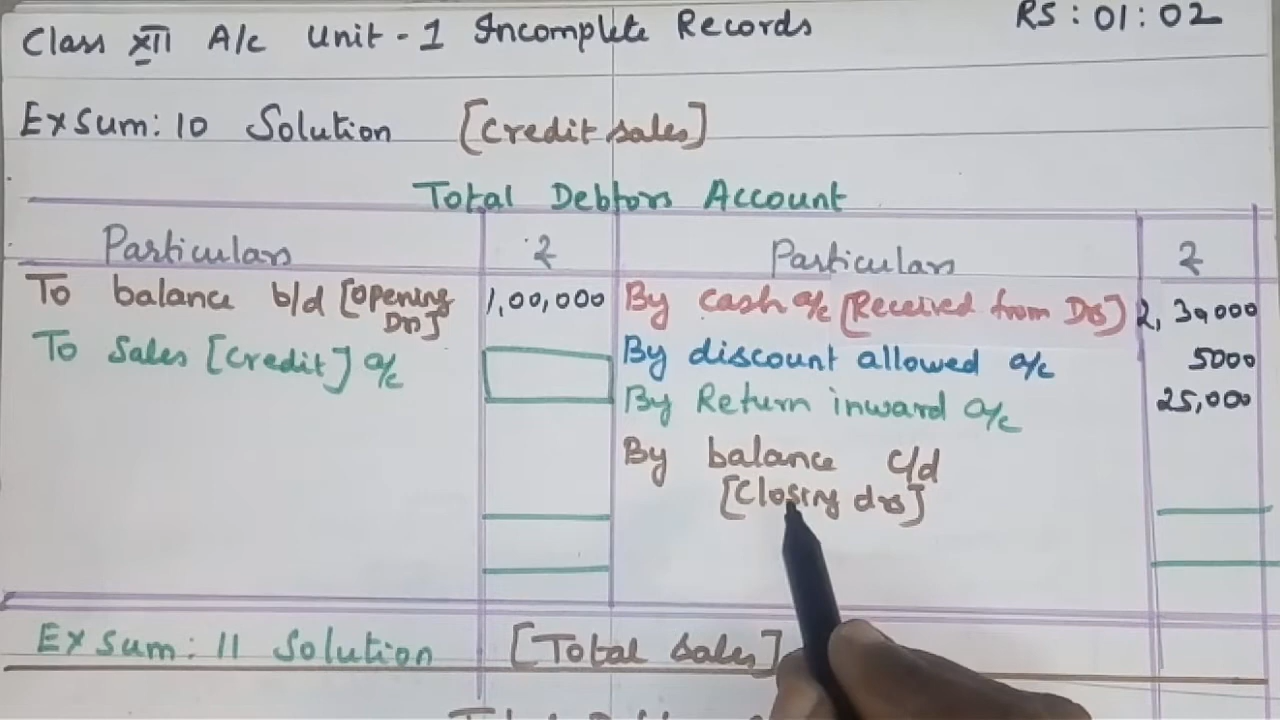 Class XII A/c Unit - 1 Incomplete Records RS : 01 : 02
Ex Sum: 10 Solution [Credit sales]
Total Debtors Account
Particulars ₹ Particulars ₹
To balance b/d [Opening Drs] 1,00,000 By cash a/c [Received from Drs] 2,30,000
To Sales [Credit] a/c By discount allowed a/c 5000
By Return inward a/c 25,000
By balance c/d
[Closing drs]
Ex sum: 11 Solution [Total sales]